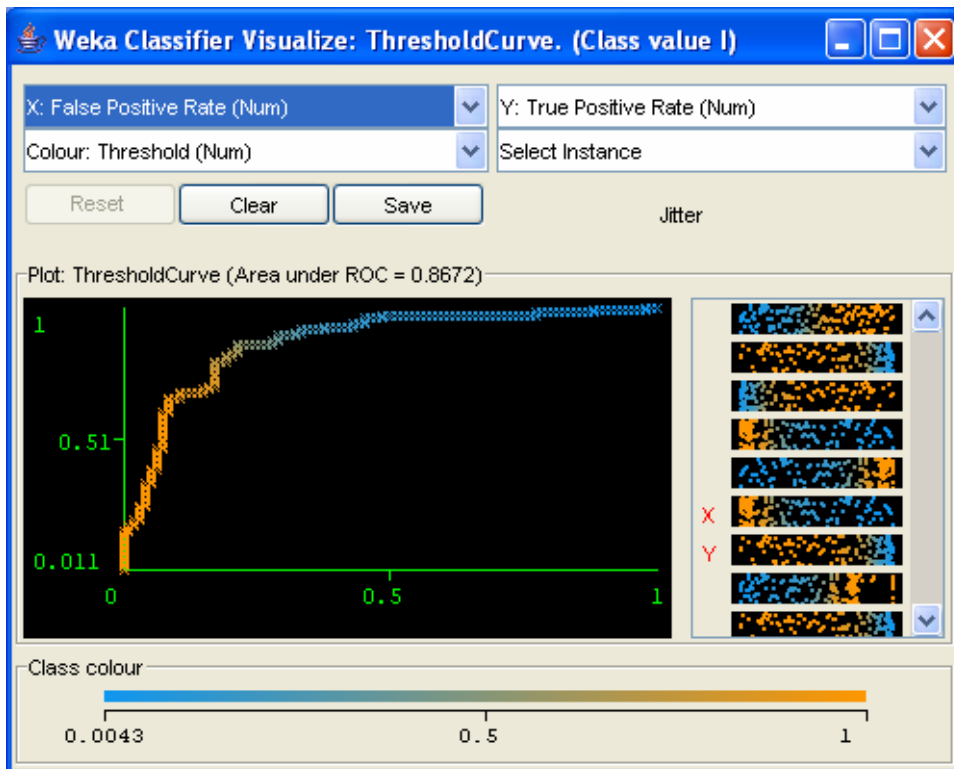 Weka Classifier Visualize: ThresholdCurve. (Class value I)
X: False Positive Rate (Num) Y: True Positive Rate (Num)
Colour: Threshold (Num) Select Instance
Reset Clear Save Jitter
Plot: ThresholdCurve (Area under ROC = 0.8672)
1
0.51
0.011
0 0.5 1
X
Y
Class colour
0.0043 0.5 1